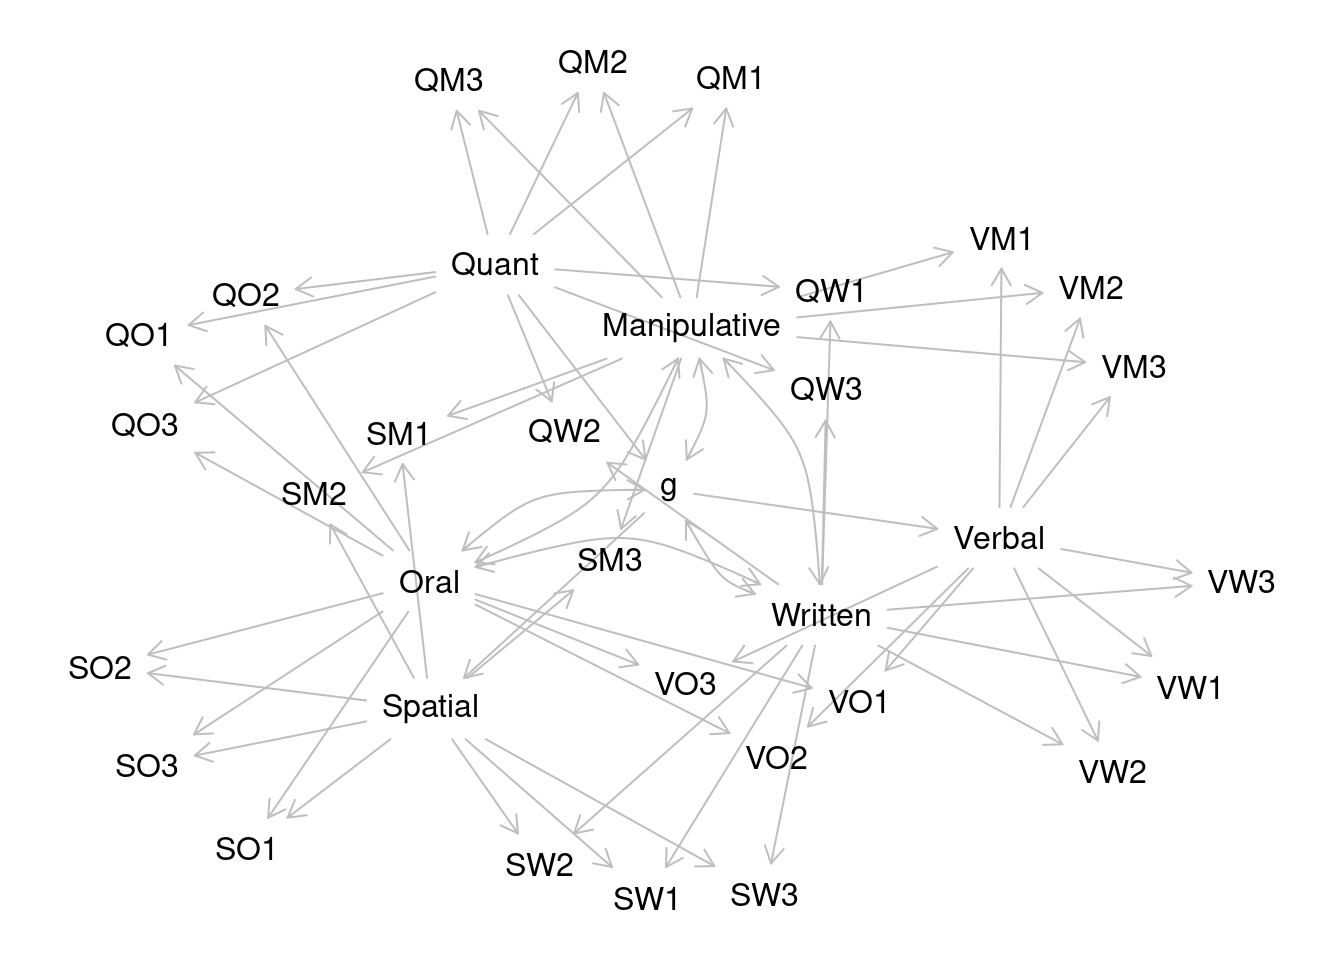 QM2
QM3
QM1
VM1
Quant
VM2
QW1
QO2
Manipulative
QO1
VM3
QW3
QO3
QW2
SM1
g
SM2
Verbal
SM3
Oral
VW3
Written
SO2
VO3
VW1
VO1
Spatial
VO2
SO3
VW2
SO1
SW2
SW3
SW1